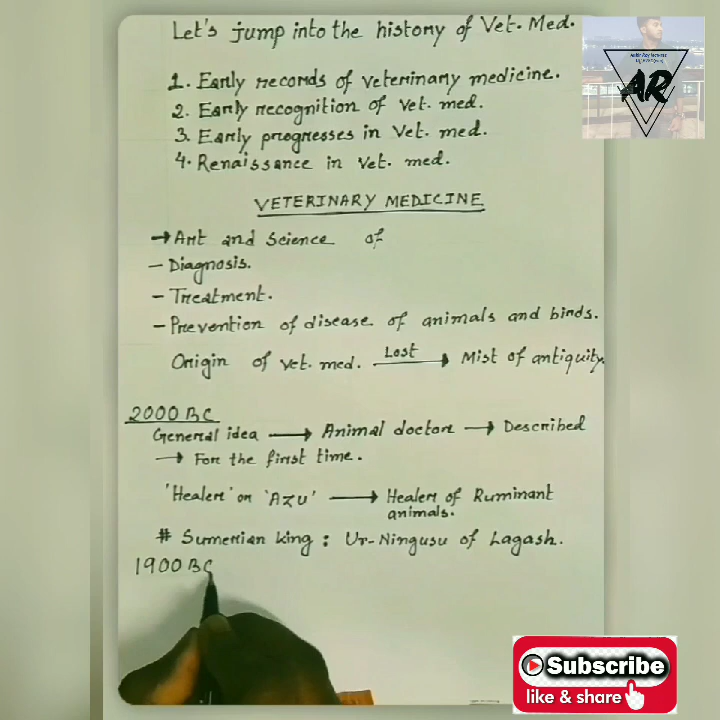 Let's jump into the history of Vet. Med.
1. Early records of veterinary medicine.
2. Early recognition of vet. med.
3. Early progresses in vet. med.
4. Renaissance in vet. med.
VETERINARY MEDICINE
→ Art and Science of
- Diagnosis.
- Treatment.
- Prevention of disease of animals and birds.
Origin of vet. med. Lost → Mist of antiquity.
2000 BC
General idea → Animal doctor → Described
→ For the first time.
'Healer' or 'AZU' → Healer of Ruminant
animals.
# Sumerrian king : Ur-Ningusu of Lagash.
1900 BC
AR
Subscribe
like & share